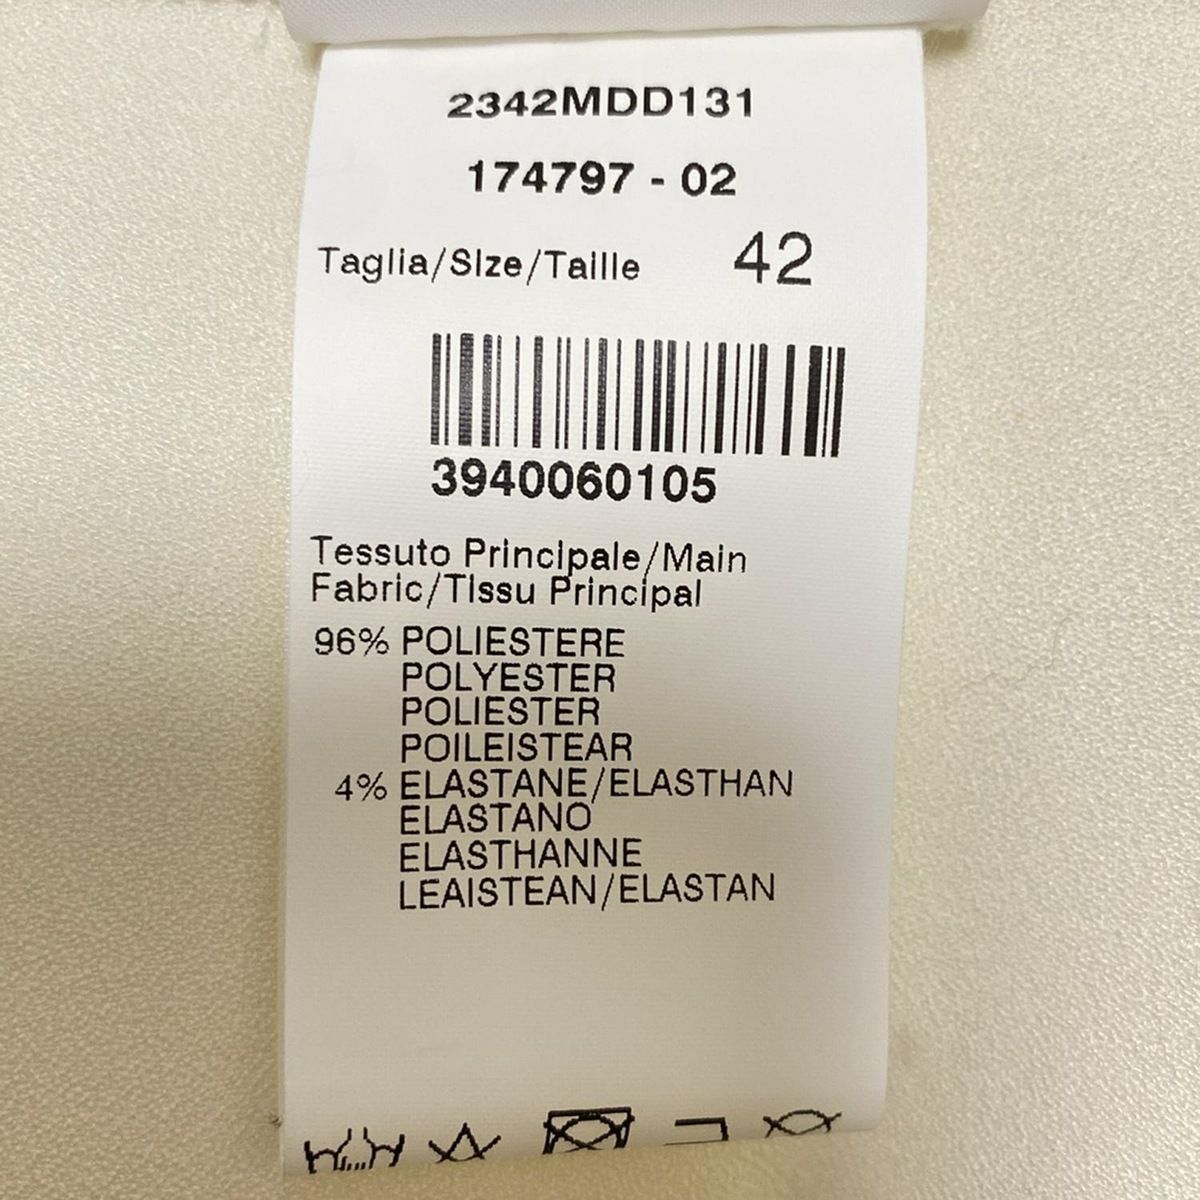 2342MDD131
174797 - 02
Taglia/Size/Taille 42
3940060105
Tessuto Principale/Main
Fabric/Tissu Principal
96% POLIESTERE
POLYESTER
POLIESTER
POILEISTEAR
4% ELASTANE/ELASTHAN
ELASTANO
ELASTHANNE
LEAISTEAN/ELASTAN